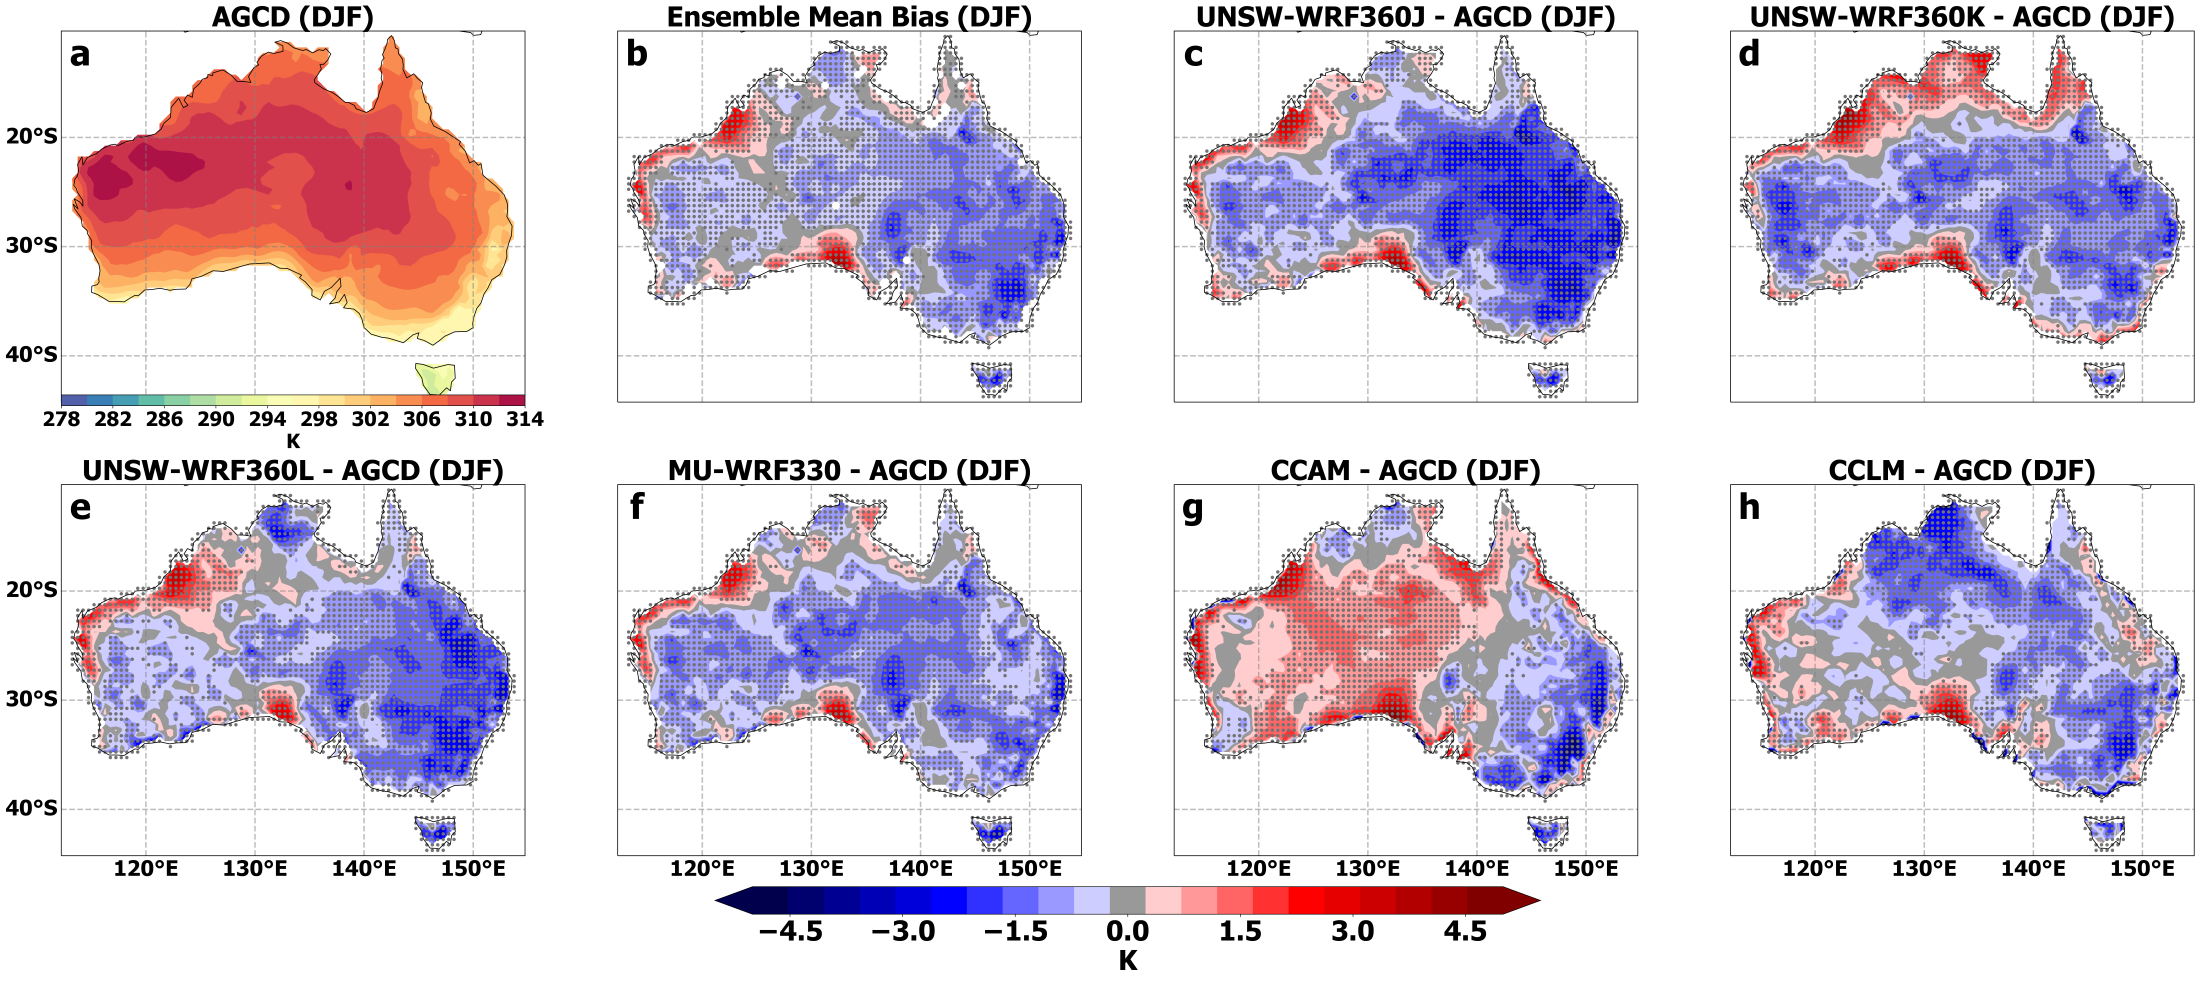 AGCD (DJF)
Ensemble Mean Bias (DJF)
UNSW-WRF360J - AGCD (DJF)
UNSW-WRF360K - AGCD (DJF)
a
b
c
d
20°S
30°S
40°S
278 282 286 290 294 298 302 306 310 314
K
UNSW-WRF360L - AGCD (DJF)
MU-WRF330 - AGCD (DJF)
CCAM - AGCD (DJF)
CCLM - AGCD (DJF)
e
f
g
h
20°S
30°S
40°S
120°E 130°E 140°E 150°E
120°E 130°E 140°E 150°E
120°E 130°E 140°E 150°E
120°E 130°E 140°E 150°E
−4.5 −3.0 −1.5 0.0 1.5 3.0 4.5
K